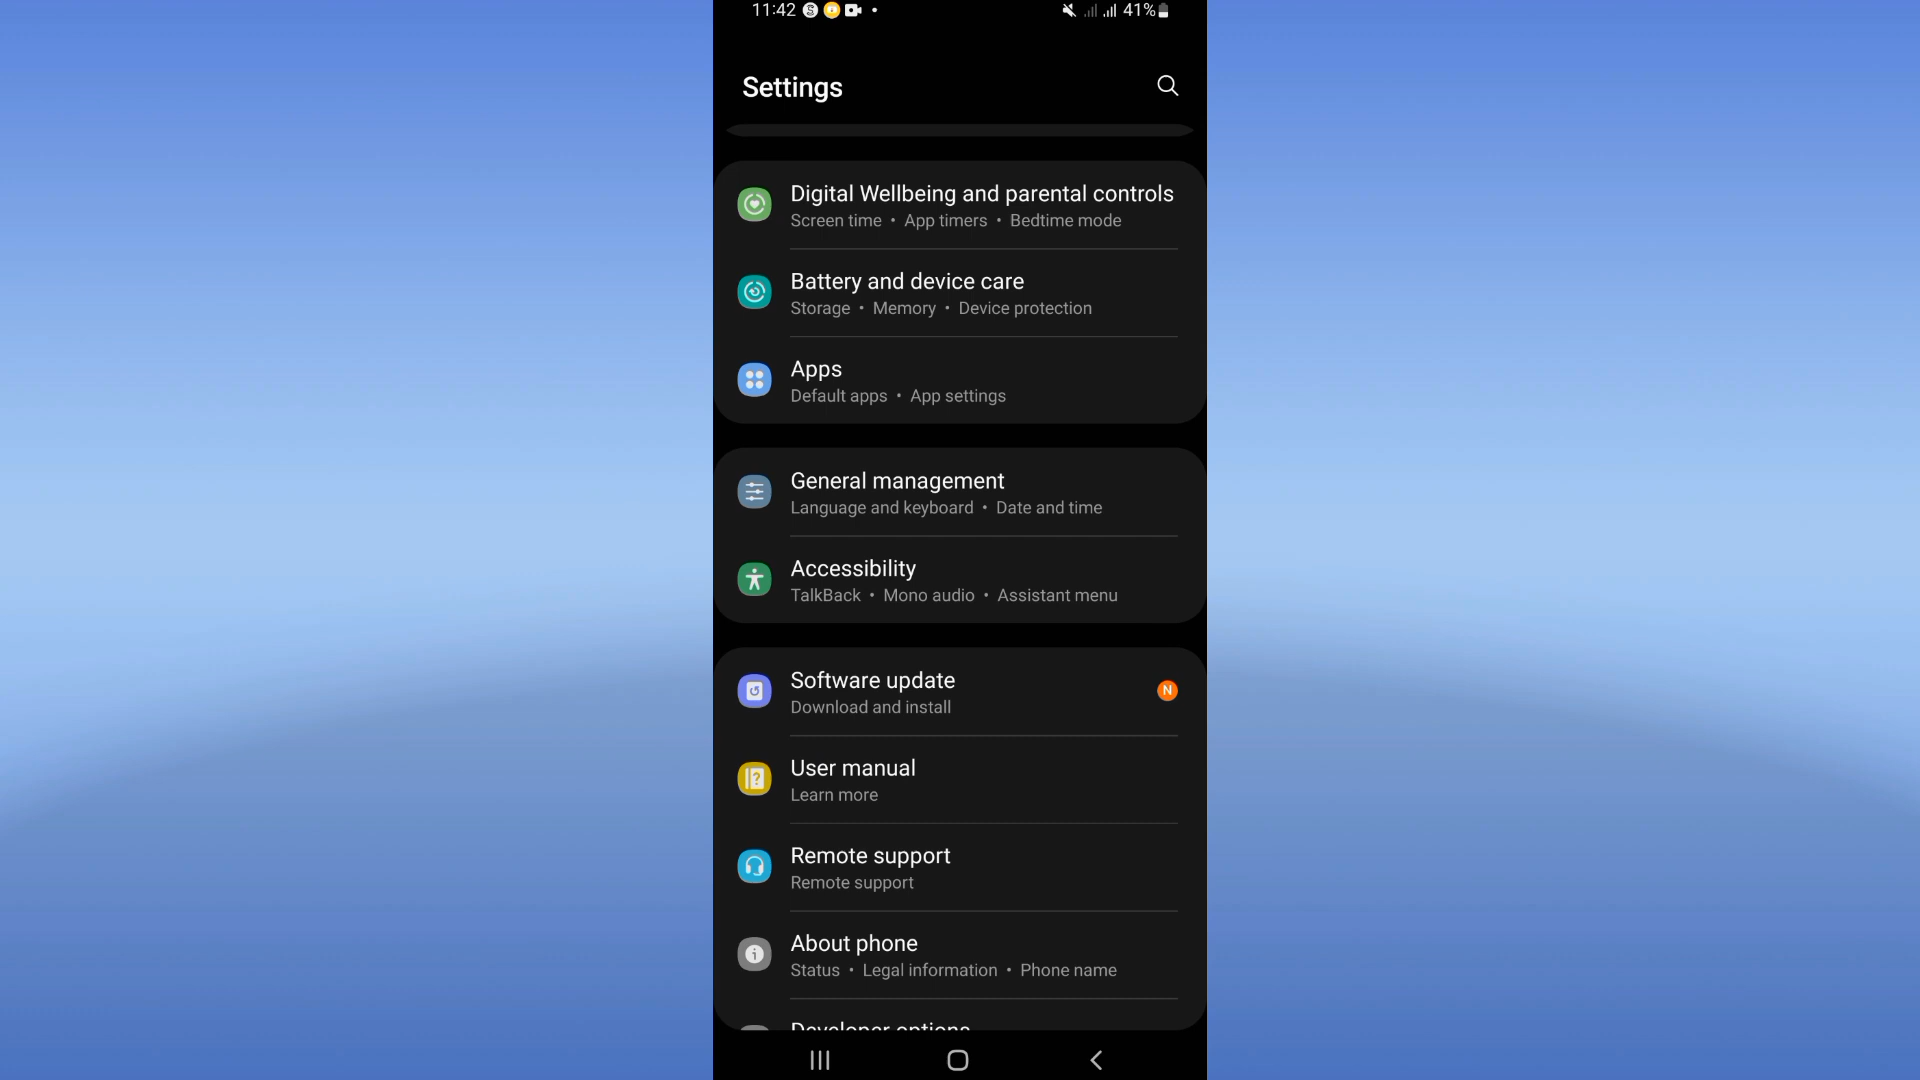 11:42
41%
Settings
Digital Wellbeing and parental controls
Screen time • App timers • Bedtime mode
Battery and device care
Storage • Memory • Device protection
Apps
Default apps • App settings
General management
Language and keyboard • Date and time
Accessibility
TalkBack • Mono audio • Assistant menu
Software update
N
Download and install
User manual
Learn more
Remote support
Remote support
About phone
Status • Legal information • Phone name
Developer options